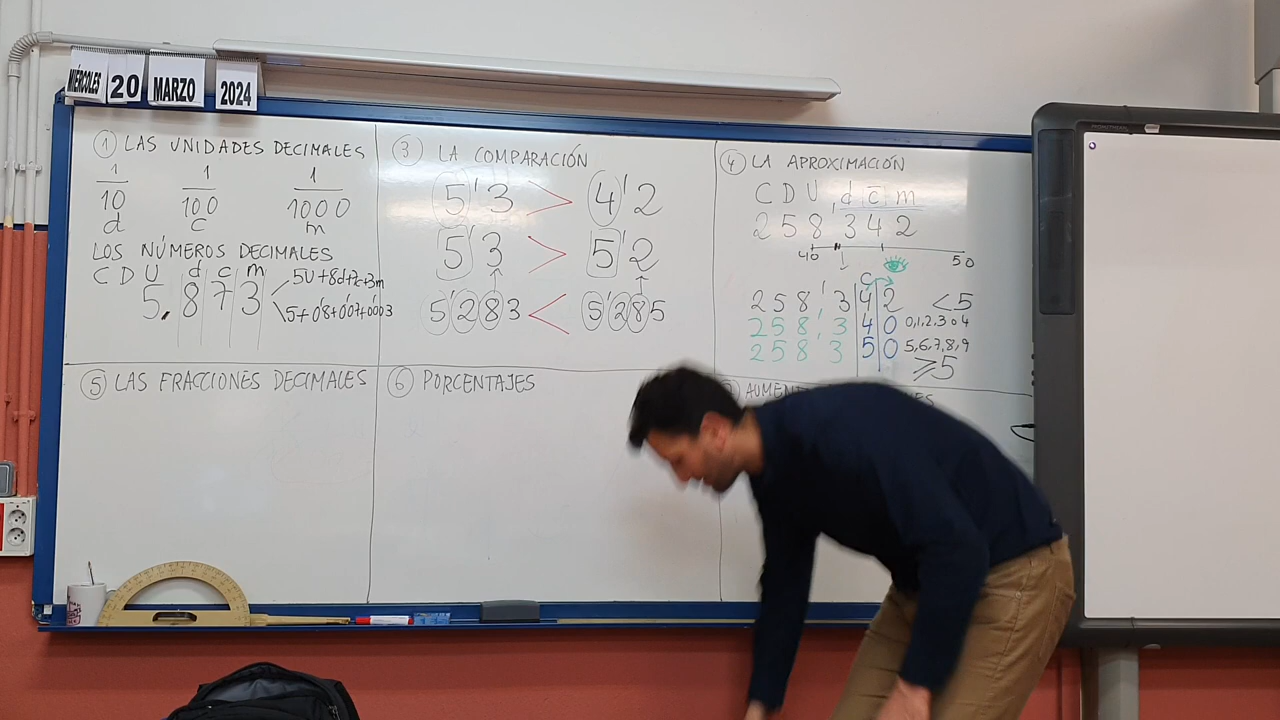 MIÉRCOLES 20 MARZO 2024
① LAS UNIDADES DECIMALES
1/10 1/100 1/1000
d c m
LOS NÚMEROS DECIMALES
C D U d c m
5,873
5U+8d+7c+3m
5+0'8+0'07+0'003
③ LA COMPARACIÓN
5'3 > 4'2
5'3 > 5'2
5'283 < 5'285
④ LA APROXIMACIÓN
C D U, d c m
258 342
40 50
c
258'342 <5
258'340 0,1,2,3 o 4
258 350 5,6,7,8,9
⩾5
⑤ LAS FRACCIONES DECIMALES
⑥ PORCENTAJES